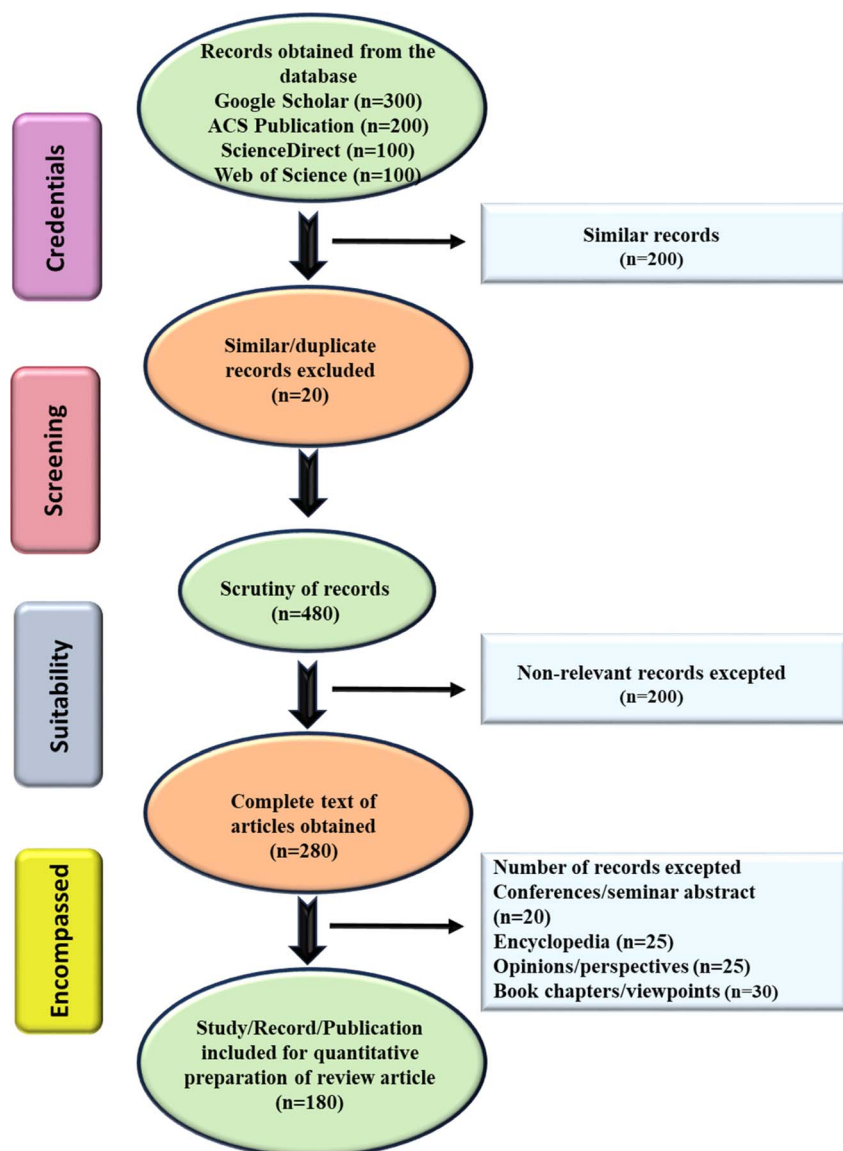 Records obtained from the
database
Google Scholar (n=300)
ACS Publication (n=200)
ScienceDirect (n=100)
Web of Science (n=100)
Credentials
Similar records
(n=200)
Similar/duplicate
records excluded
(n=20)
Screening
Scrutiny of records
(n=480)
Suitability
Non-relevant records excepted
(n=200)
Complete text of
articles obtained
(n=280)
Encompassed
Number of records excepted
Conferences/seminar abstract
(n=20)
Encyclopedia (n=25)
Opinions/perspectives (n=25)
Book chapters/viewpoints (n=30)
Study/Record/Publication
included for quantitative
preparation of review article
(n=180)